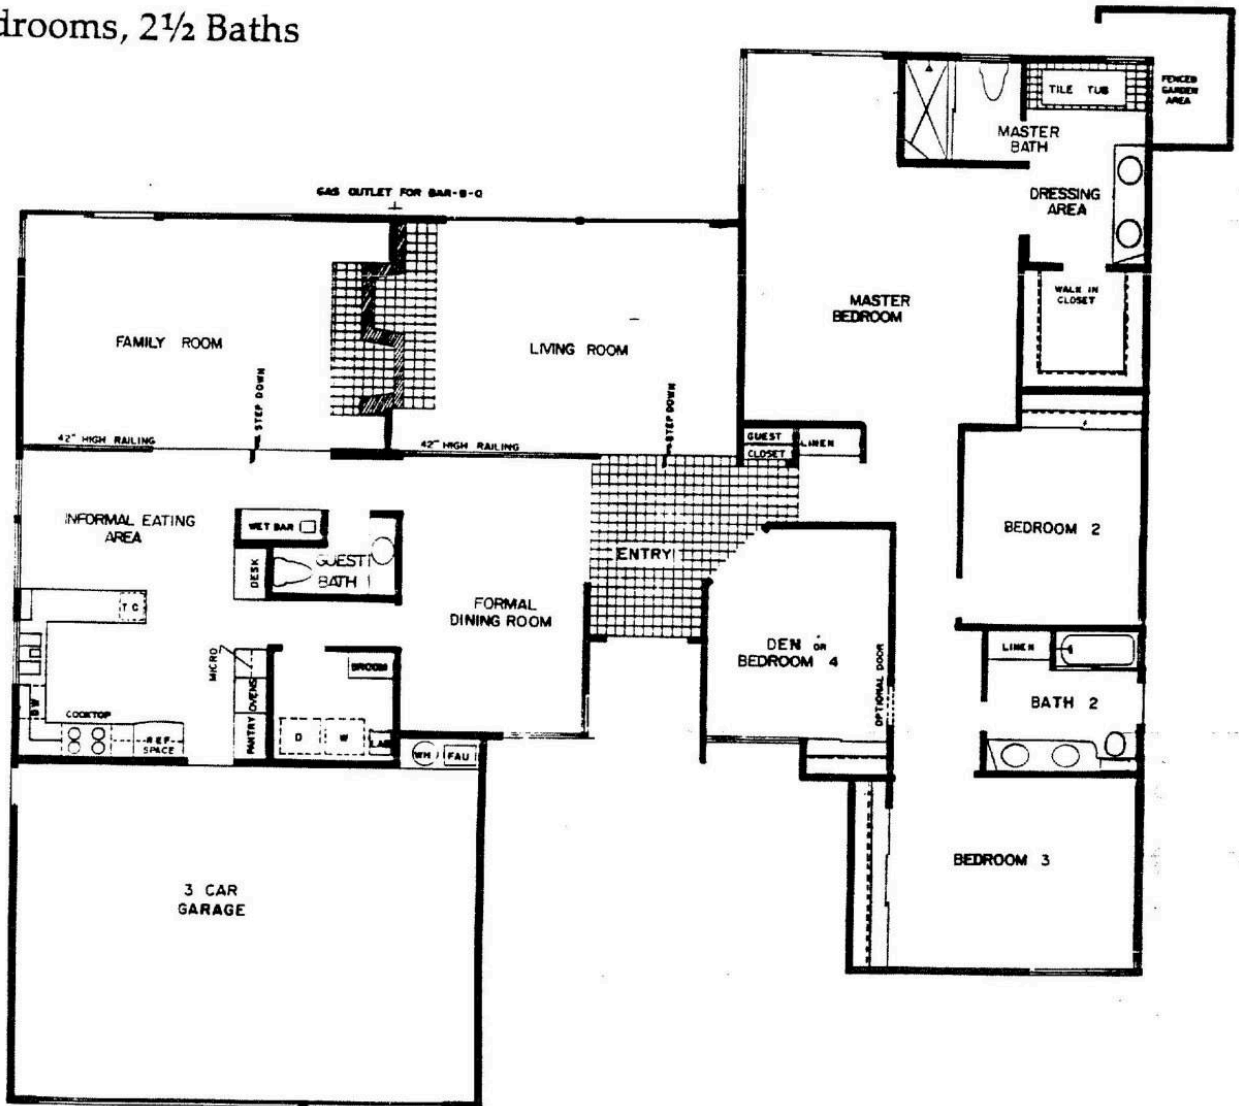 drooms, 2½ Baths
FENCED
GARDEN
AREA
TILE TUB
MASTER
BATH
DRESSING
AREA
GAS OUTLET FOR BAR-B-Q
WALK IN
CLOSET
MASTER
BEDROOM
FAMILY ROOM
LIVING ROOM
STEP DOWN
STEP DOWN
42" HIGH RAILING
42" HIGH RAILING
GUEST
CLOSET
LINEN
INFORMAL EATING
AREA
WET BAR
DESK
GUEST
BATH
ENTRY
BEDROOM 2
T C
FORMAL
DINING ROOM
DEN OR
BEDROOM 4
OPTIONAL DOOR
LINEN
BATH 2
MICRO
OVENS
PANTRY
BROOM
DW
COOKTOP
REF
SPACE
D
W
LAU
WH
FAU
BEDROOM 3
3 CAR
GARAGE